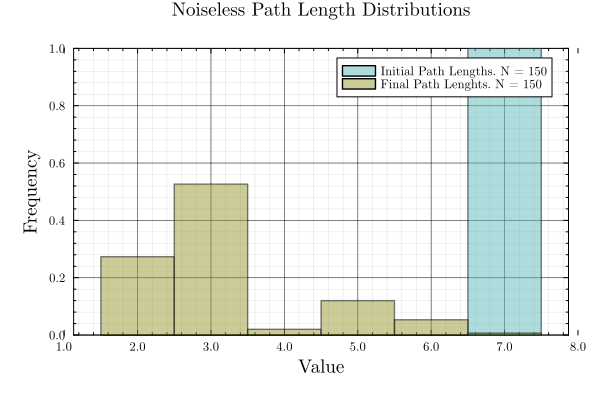 Noiseless Path Length Distributions
1.0
0.8
0.6
0.4
0.2
0.0
Frequency
Initial Path Lengths. N = 150
Final Path Lenghts. N = 150
1.0 2.0 3.0 4.0 5.0 6.0 7.0 8.0
Value